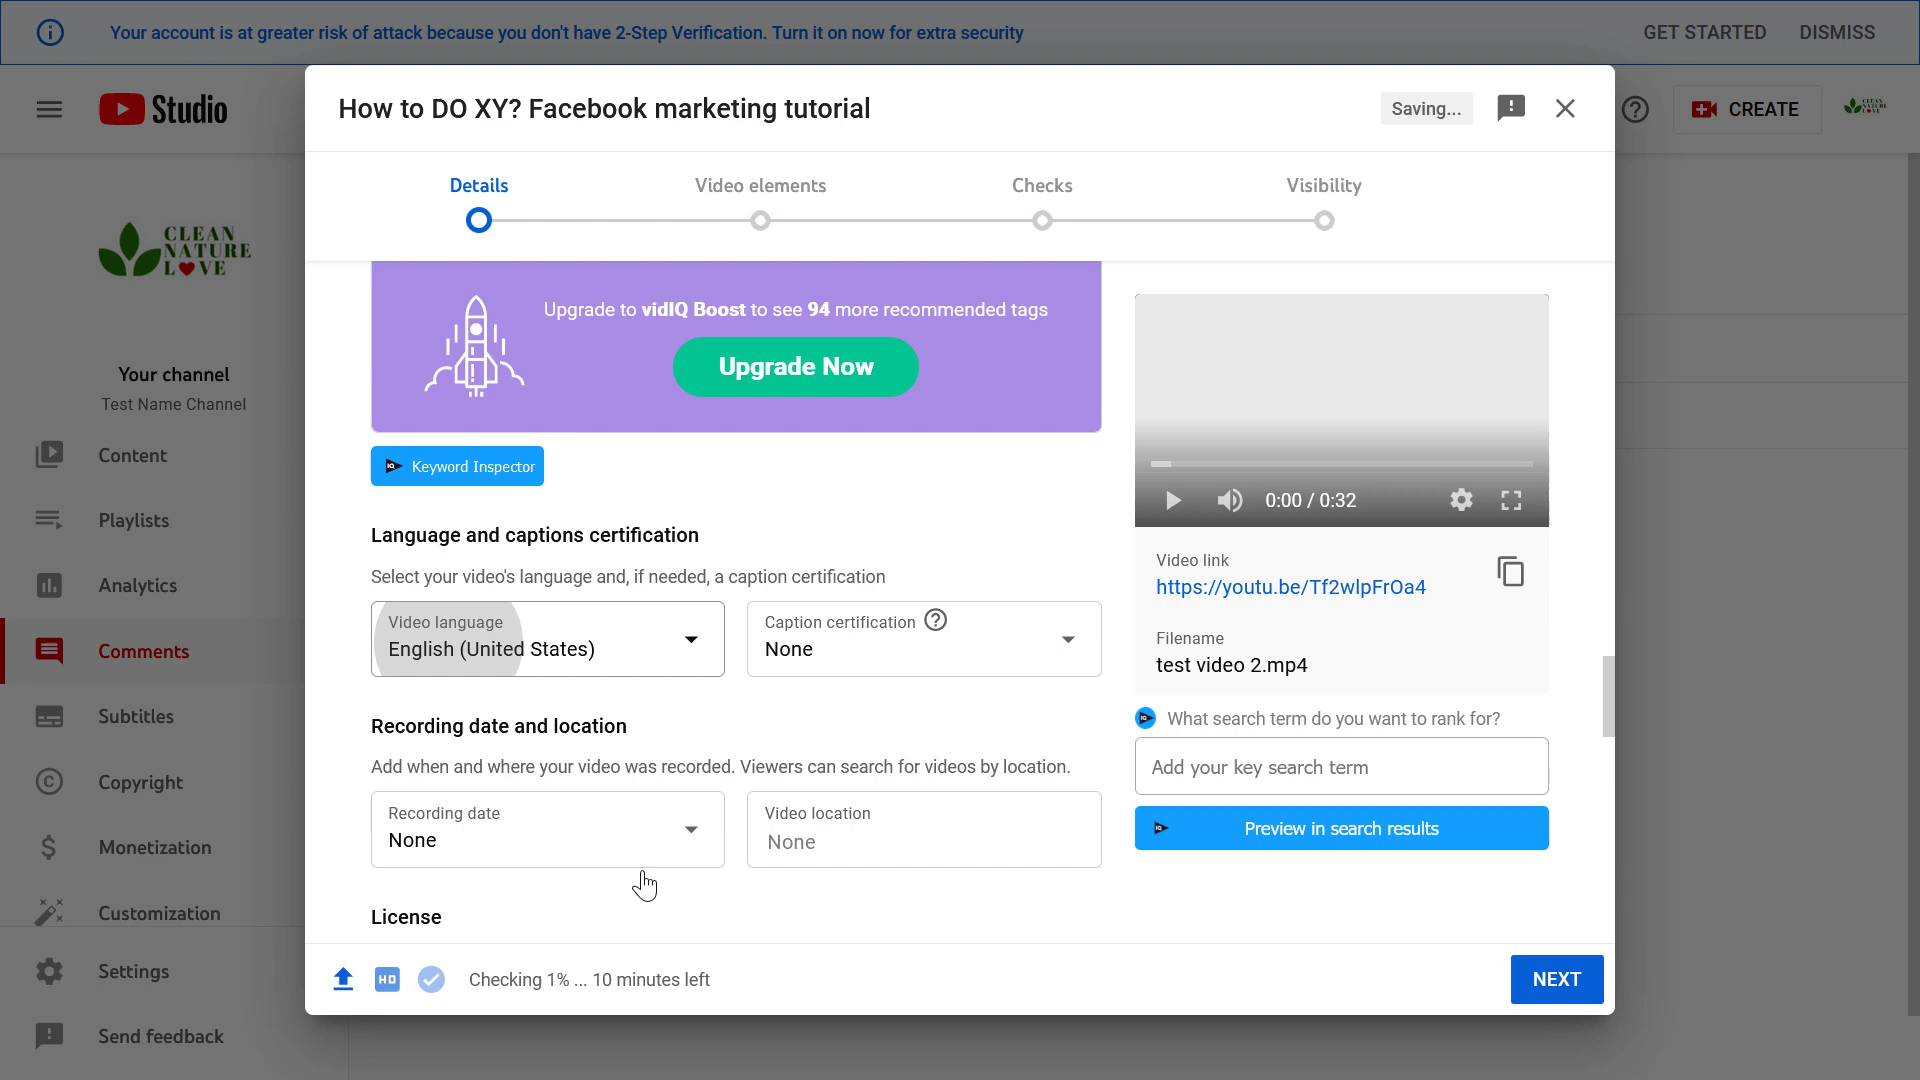 Your account is at greater risk of attack because you don't have 2-Step Verification. Turn it on now for extra security
GET STARTED
DISMISS
Studio
How to DO XY? Facebook marketing tutorial
Saving...
CREATE
CLEAN NATURE LOVE
Details
Video elements
Checks
Visibility
CLEAN
NATURE
L VE
Your channel
Test Name Channel
Content
Playlists
Analytics
Comments
Subtitles
Copyright
Monetization
Customization
Settings
Send feedback
Upgrade to vidIQ Boost to see 94 more recommended tags
Upgrade Now
IQ Keyword Inspector
Language and captions certification
Select your video's language and, if needed, a caption certification
Video language
English (United States)
Caption certification
None
Recording date and location
Add when and where your video was recorded. Viewers can search for videos by location.
Recording date
None
Video location
None
License
0:00 / 0:32
Video link
https://youtu.be/Tf2wlpFrOa4
Filename
test video 2.mp4
IQ What search term do you want to rank for?
Add your key search term
IQ Preview in search results
HD Checking 1% ... 10 minutes left
NEXT